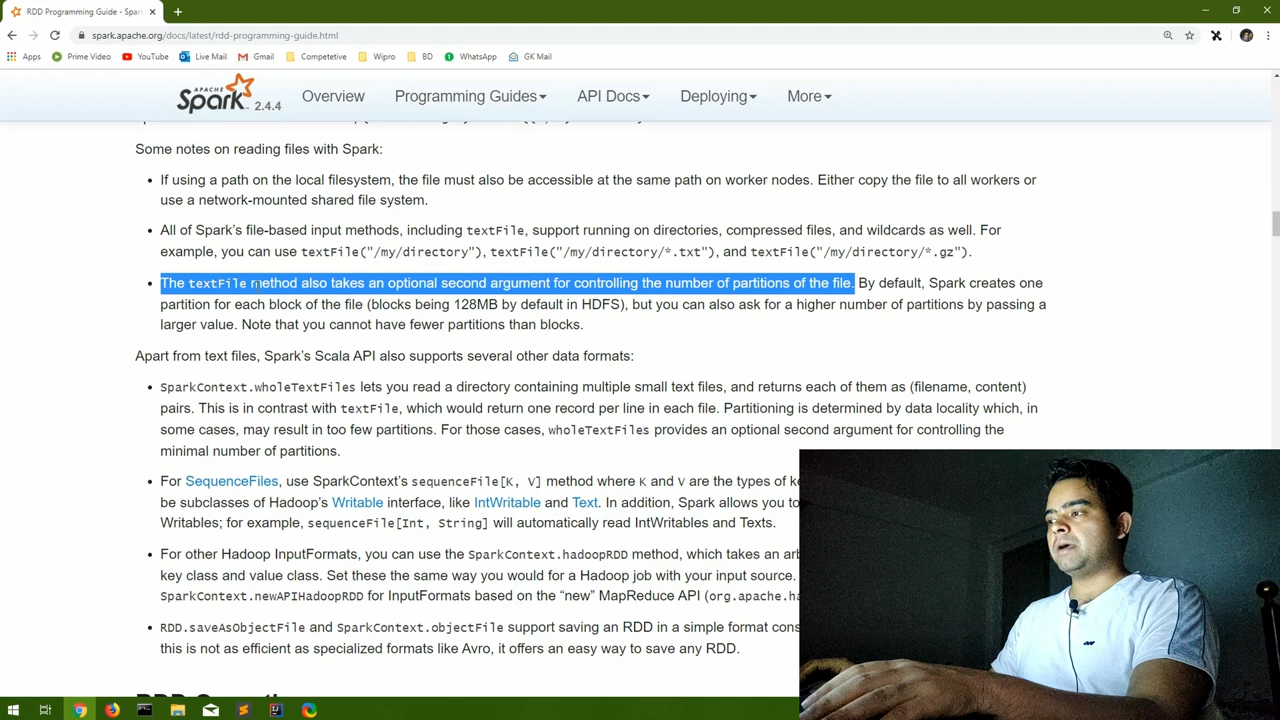 RDD Programming Guide - Spar
spark.apache.org/docs/latest/rdd-programming-guide.html
Apps Prime Video YouTube Live Mail Gmail Competetive Wipro BD WhatsApp GK Mail
APACHE Spark 2.4.4 Overview Programming Guides API Docs Deploying More
Some notes on reading files with Spark:
If using a path on the local filesystem, the file must also be accessible at the same path on worker nodes. Either copy the file to all workers or
use a network-mounted shared file system.
All of Spark’s file-based input methods, including textFile, support running on directories, compressed files, and wildcards as well. For
example, you can use textFile("/my/directory"), textFile("/my/directory/*.txt"), and textFile("/my/directory/*.gz").
The textFile method also takes an optional second argument for controlling the number of partitions of the file. By default, Spark creates one
partition for each block of the file (blocks being 128MB by default in HDFS), but you can also ask for a higher number of partitions by passing a
larger value. Note that you cannot have fewer partitions than blocks.
Apart from text files, Spark’s Scala API also supports several other data formats:
SparkContext.wholeTextFiles lets you read a directory containing multiple small text files, and returns each of them as (filename, content)
pairs. This is in contrast with textFile, which would return one record per line in each file. Partitioning is determined by data locality which, in
some cases, may result in too few partitions. For those cases, wholeTextFiles provides an optional second argument for controlling the
minimal number of partitions.
For SequenceFiles, use SparkContext’s sequenceFile[K, V] method where K and V are the types of ke
be subclasses of Hadoop’s Writable interface, like IntWritable and Text. In addition, Spark allows you to
Writables; for example, sequenceFile[Int, String] will automatically read IntWritables and Texts.
For other Hadoop InputFormats, you can use the SparkContext.hadoopRDD method, which takes an arb
key class and value class. Set these the same way you would for a Hadoop job with your input source.
SparkContext.newAPIHadoopRDD for InputFormats based on the “new” MapReduce API (org.apache.ha
RDD.saveAsObjectFile and SparkContext.objectFile support saving an RDD in a simple format cons
this is not as efficient as specialized formats like Avro, it offers an easy way to save any RDD.